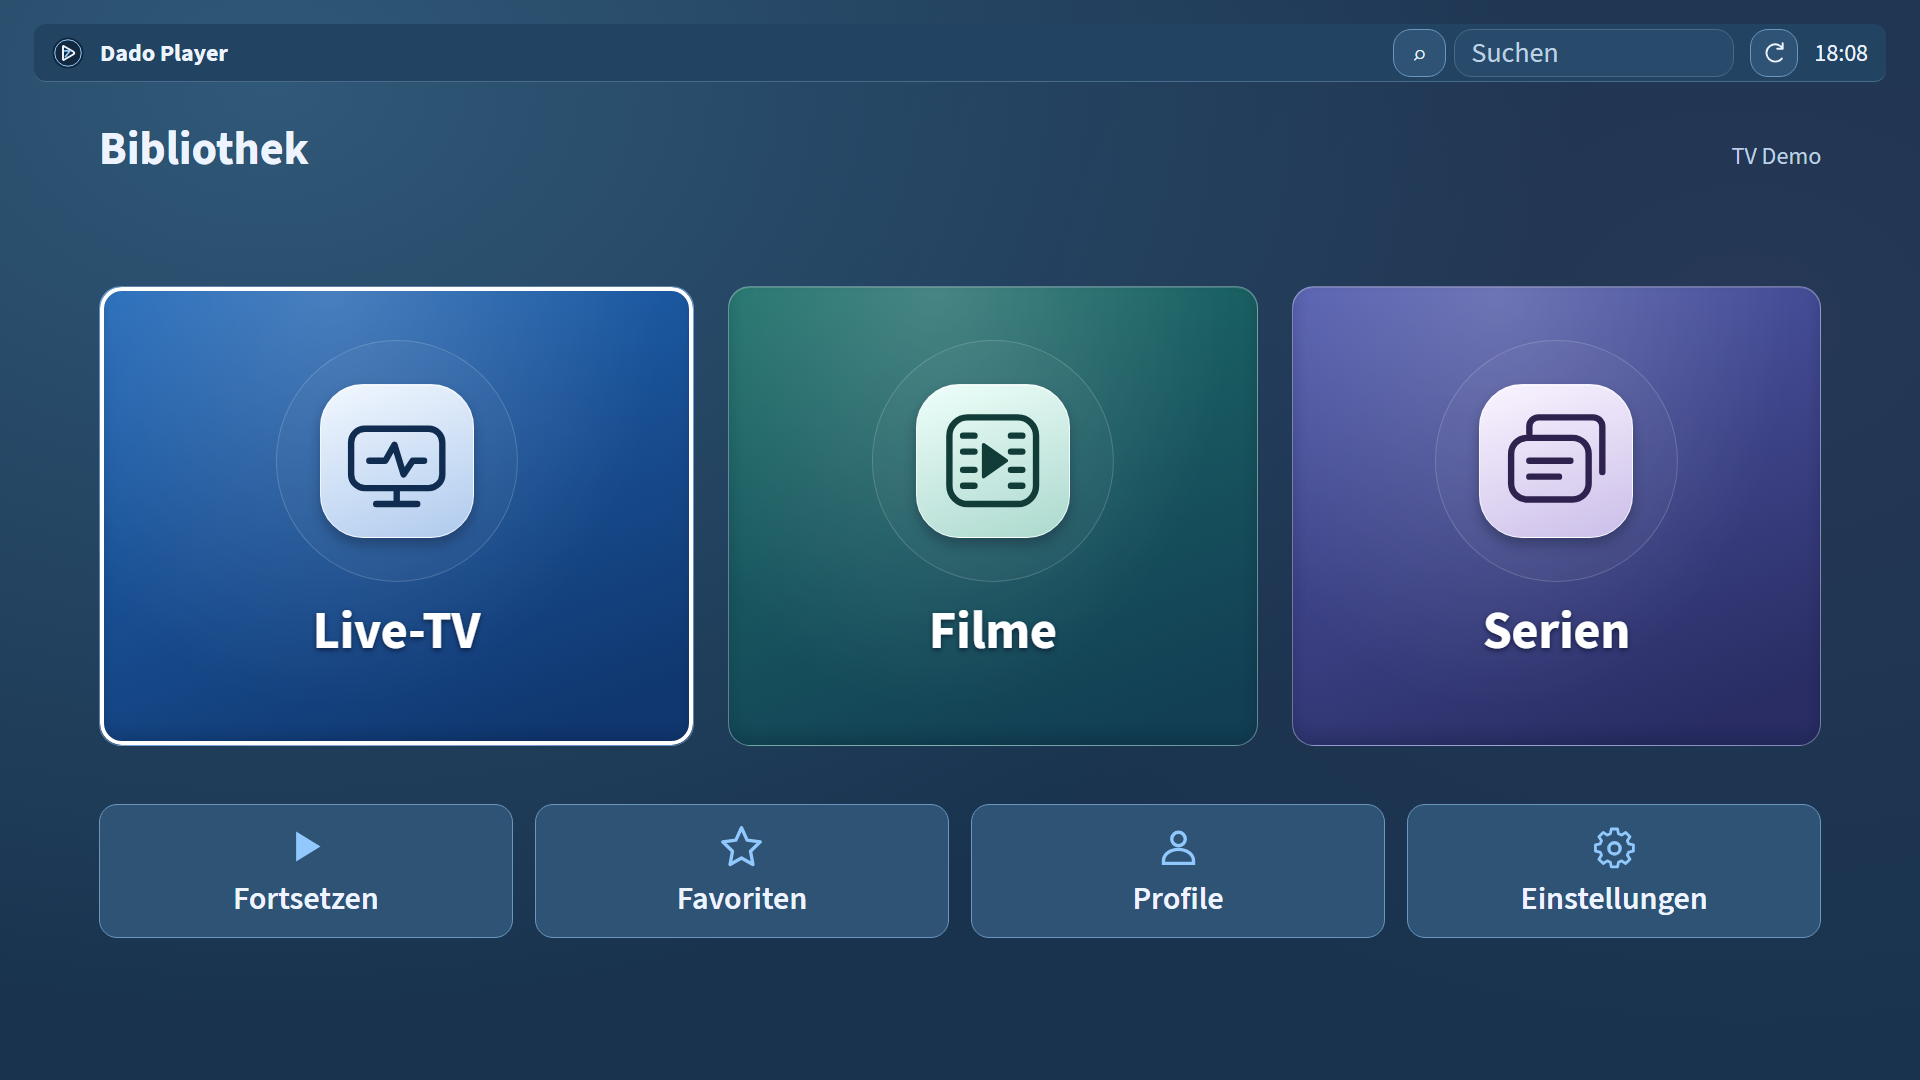 Dado Player
Suchen
18:08
Bibliothek
TV Demo
Live-TV
Filme
Serien
Fortsetzen
Favoriten
Profile
Einstellungen